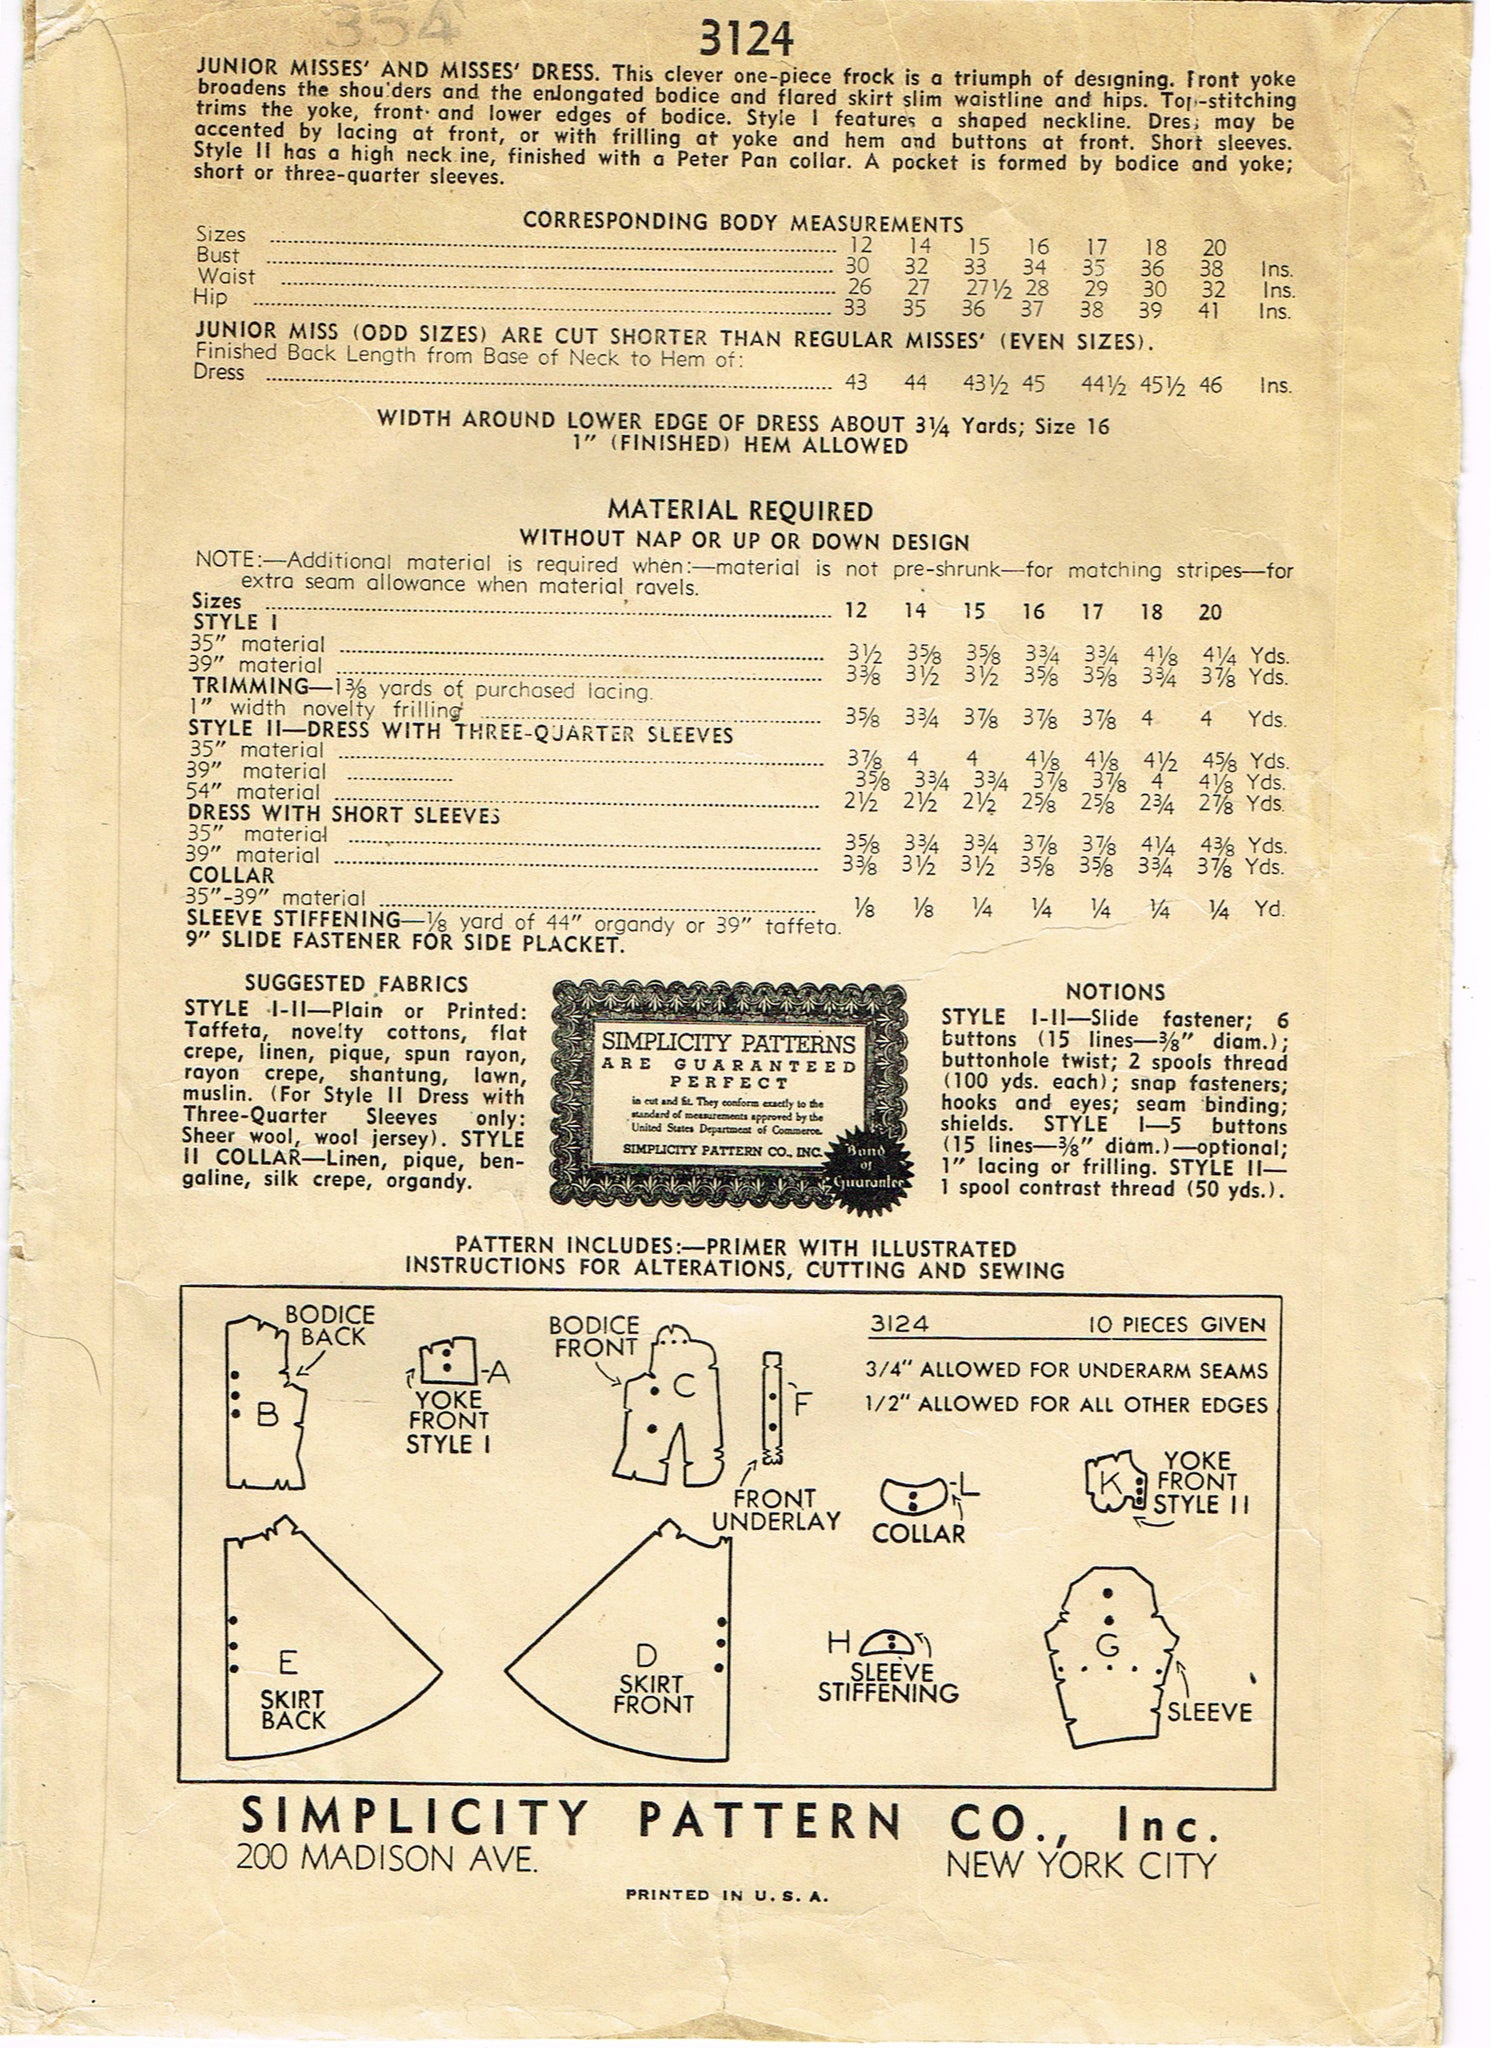 354
3124
JUNIOR MISSES' AND MISSES' DRESS. This clever one-piece frock is a triumph of designing. Front yoke
broadens the shoulders and the enlongated bodice and flared skirt slim waistline and hips. Top-stitching
trims the yoke, front and lower edges of bodice. Style I features a shaped neckline. Dress may be
accented by lacing at front, or with frilling at yoke and hem and buttons at front. Short sleeves.
Style II has a high neck ine, finished with a Peter Pan collar. A pocket is formed by bodice and yoke;
short or three-quarter sleeves.
CORRESPONDING BODY MEASUREMENTS
Sizes 12 14 15 16 17 18 20
Bust 30 32 33 34 35 36 38 Ins.
Waist 26 27 27½ 28 29 30 32 Ins.
Hip 33 35 36 37 38 39 41 Ins.
JUNIOR MISS (ODD SIZES) ARE CUT SHORTER THAN REGULAR MISSES' (EVEN SIZES).
Finished Back Length from Base of Neck to Hem of:
Dress 43 44 43½ 45 44½ 45½ 46 Ins.
WIDTH AROUND LOWER EDGE OF DRESS ABOUT 3¼ Yards; Size 16
1" (FINISHED) HEM ALLOWED
MATERIAL REQUIRED
WITHOUT NAP OR UP OR DOWN DESIGN
NOTE:—Additional material is required when:—material is not pre-shrunk—for matching stripes—for
extra seam allowance when material ravels.
Sizes 12 14 15 16 17 18 20
STYLE I
35" material 3½ 3⅝ 3⅝ 3¾ 3¾ 4⅛ 4¼ Yds.
39" material 3⅜ 3½ 3½ 3⅝ 3⅝ 3¾ 3⅞ Yds.
TRIMMING—1⅜ yards of purchased lacing.
1" width novelty frilling 3⅝ 3¾ 3⅞ 3⅞ 3⅞ 4 4 Yds.
STYLE II—DRESS WITH THREE-QUARTER SLEEVES
35" material 3⅞ 4 4 4⅛ 4⅛ 4½ 4⅝ Yds.
39" material 3⅝ 3¾ 3¾ 3⅞ 3⅞ 4 4⅛ Yds.
54" material 2½ 2½ 2½ 2⅝ 2⅝ 2¾ 2⅞ Yds.
DRESS WITH SHORT SLEEVES
35" material 3⅝ 3¾ 3¾ 3⅞ 3⅞ 4¼ 4⅜ Yds.
39" material 3⅜ 3½ 3½ 3⅝ 3⅝ 3¾ 3⅞ Yds.
COLLAR
35"-39" material ⅛ ⅛ ¼ ¼ ¼ ¼ ¼ Yd.
SLEEVE STIFFENING—⅛ yard of 44" organdy or 39" taffeta.
9" SLIDE FASTENER FOR SIDE PLACKET.
SUGGESTED FABRICS
STYLE I-II—Plain or Printed:
Taffeta, novelty cottons, flat
crepe, linen, pique, spun rayon,
rayon crepe, shantung, lawn,
muslin. (For Style II Dress with
Three-Quarter Sleeves only:
Sheer wool, wool jersey). STYLE
II COLLAR—Linen, pique, ben-
galine, silk crepe, organdy.
SIMPLICITY PATTERNS
ARE GUARANTEED
PERFECT
in cut and fit. They conform exactly to the
standard of measurements approved by the
United States Department of Commerce.
SIMPLICITY PATTERN CO., INC.
Bond
of
Guarantee
NOTIONS
STYLE I-II—Slide fastener; 6
buttons (15 lines—⅜" diam.);
buttonhole twist; 2 spools thread
(100 yds. each); snap fasteners;
hooks and eyes; seam binding;
shields. STYLE I—5 buttons
(15 lines—⅜" diam.)—optional;
1" lacing or frilling. STYLE II—
1 spool contrast thread (50 yds.).
PATTERN INCLUDES:—PRIMER WITH ILLUSTRATED
INSTRUCTIONS FOR ALTERATIONS, CUTTING AND SEWING
BODICE
BACK
B
A
YOKE
FRONT
STYLE I
BODICE
FRONT
C
F
FRONT
UNDERLAY
3124 10 PIECES GIVEN
3/4" ALLOWED FOR UNDERARM SEAMS
1/2" ALLOWED FOR ALL OTHER EDGES
L
COLLAR
K
YOKE
FRONT
STYLE II
E
SKIRT
BACK
D
SKIRT
FRONT
H
SLEEVE
STIFFENING
G
SLEEVE
SIMPLICITY PATTERN CO., Inc.
200 MADISON AVE. NEW YORK CITY
PRINTED IN U. S. A.